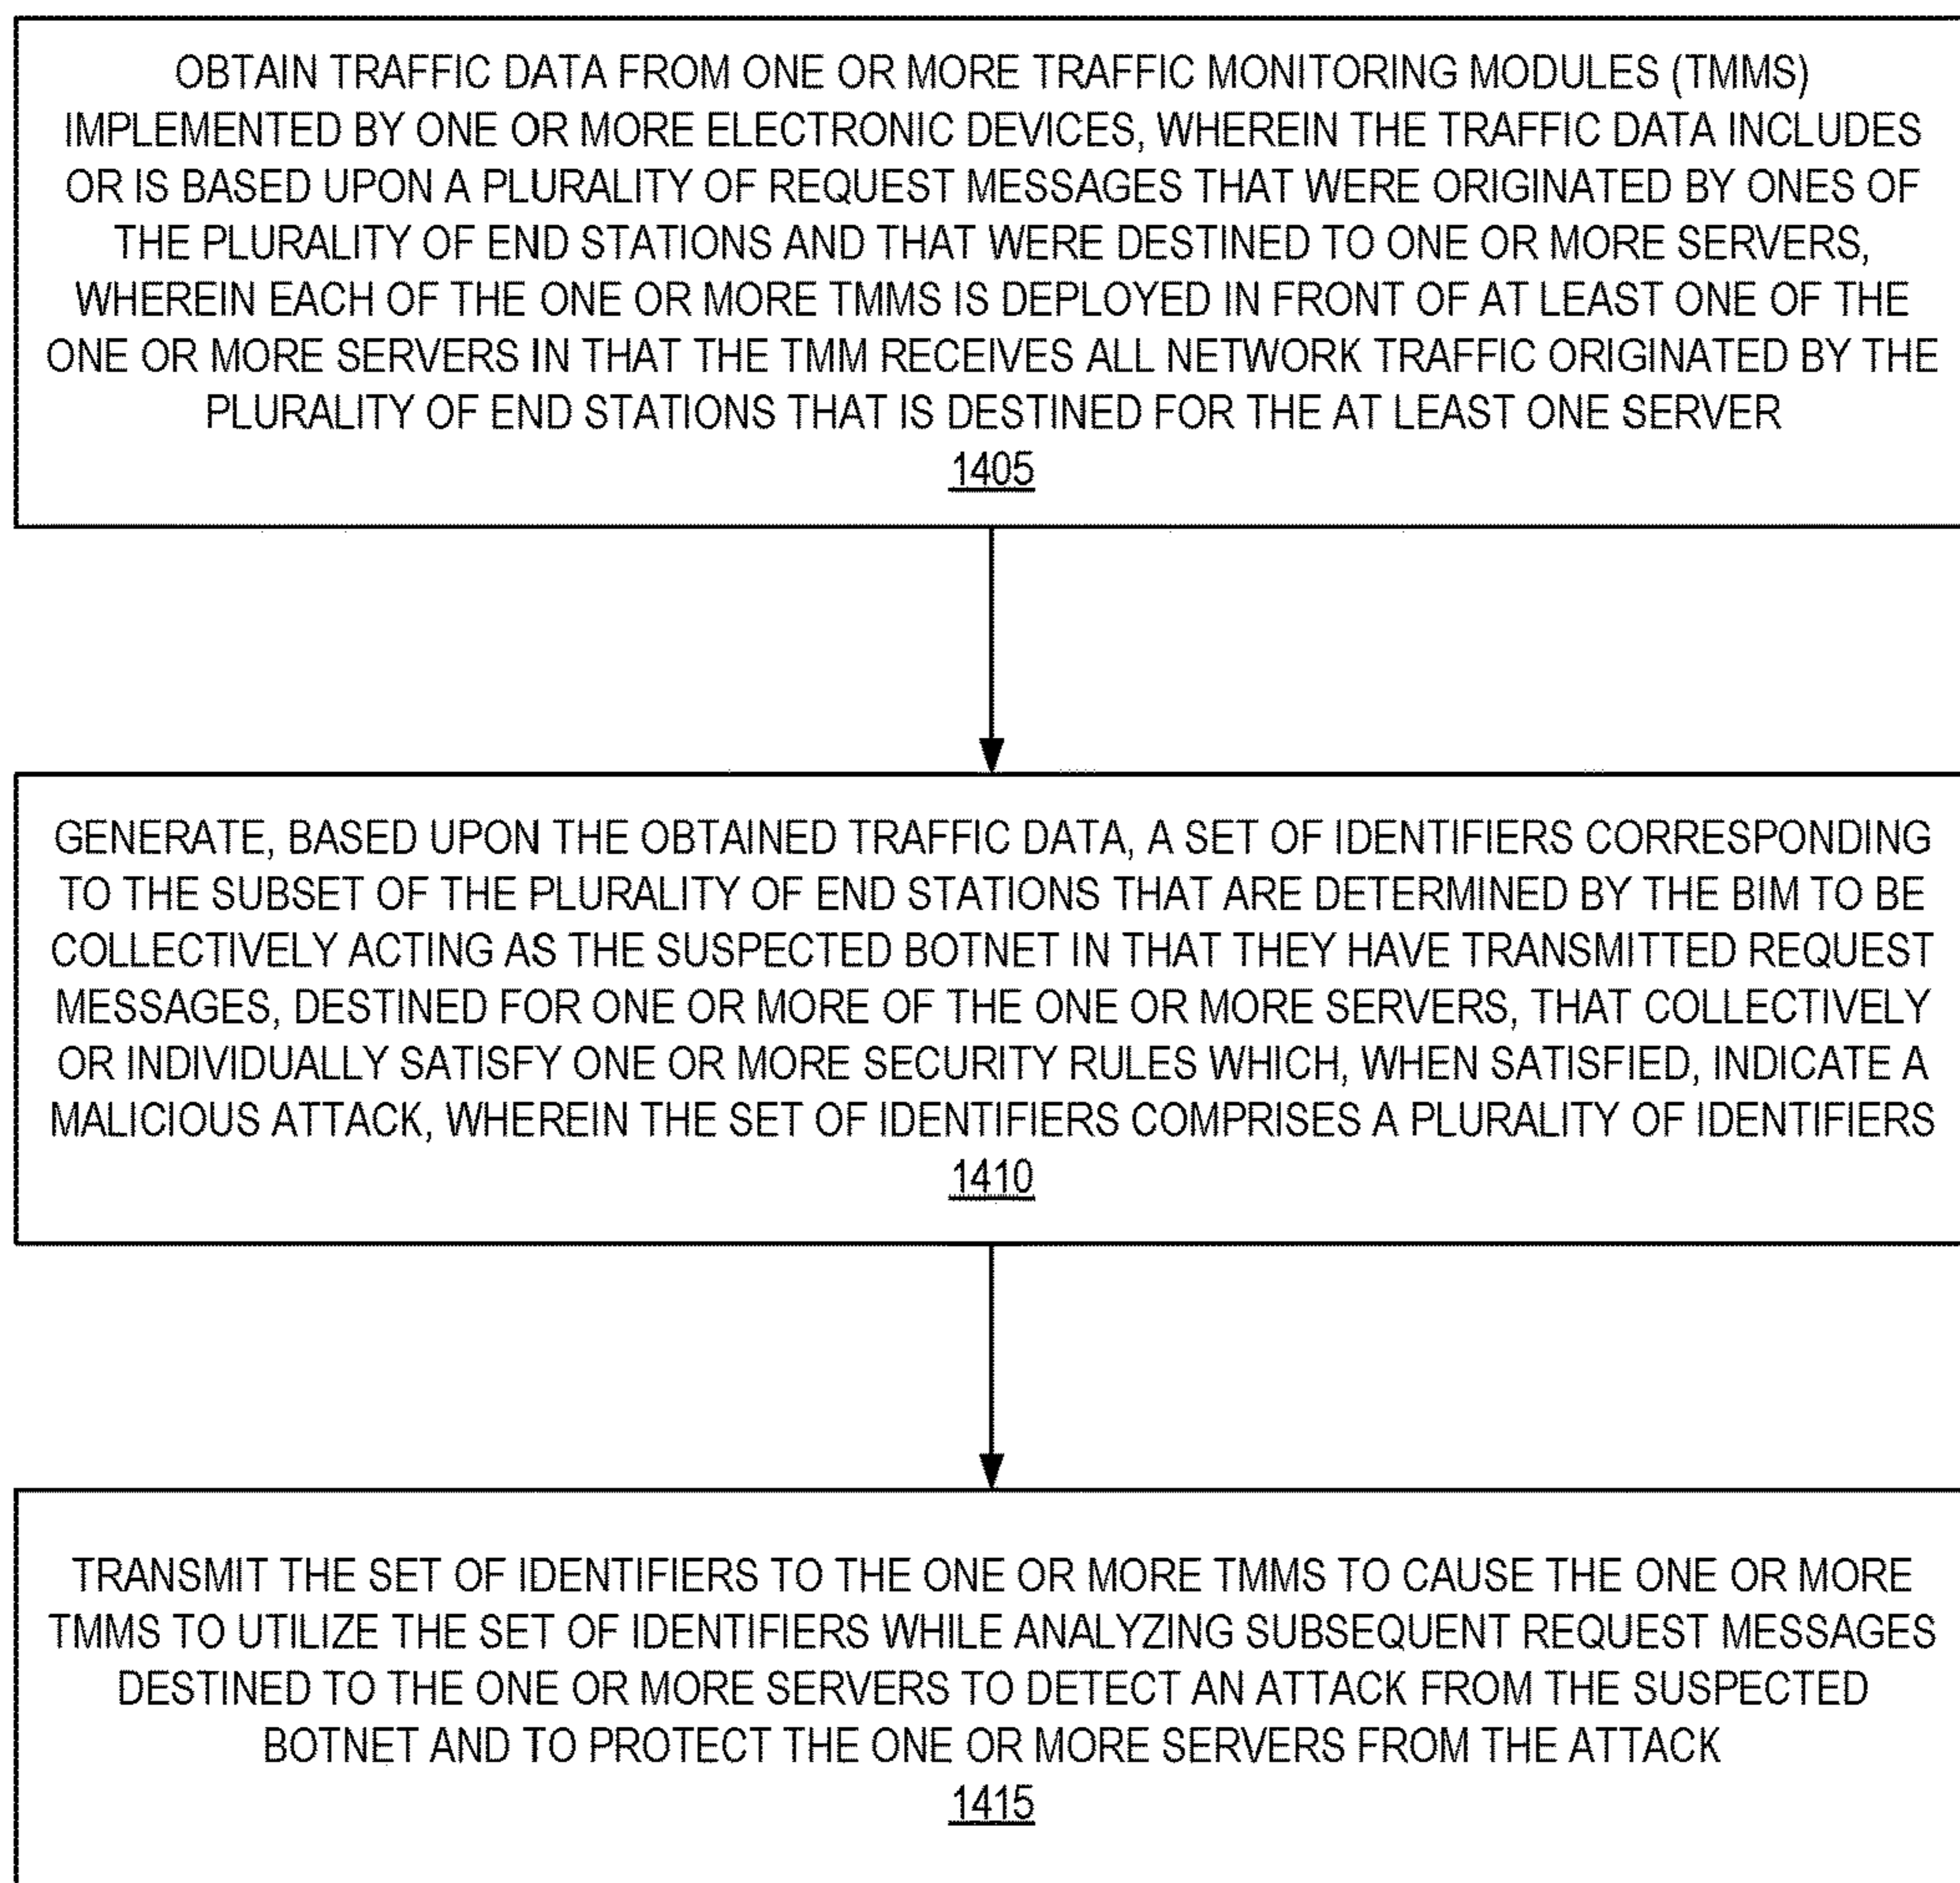 OBTAIN TRAFFIC DATA FROM ONE OR MORE TRAFFIC MONITORING MODULES (TMMS)
IMPLEMENTED BY ONE OR MORE ELECTRONIC DEVICES, WHEREIN THE TRAFFIC DATA INCLUDES
OR IS BASED UPON A PLURALITY OF REQUEST MESSAGES THAT WERE ORIGINATED BY ONES OF
THE PLURALITY OF END STATIONS AND THAT WERE DESTINED TO ONE OR MORE SERVERS,
WHEREIN EACH OF THE ONE OR MORE TMMS IS DEPLOYED IN FRONT OF AT LEAST ONE OF THE
ONE OR MORE SERVERS IN THAT THE TMM RECEIVES ALL NETWORK TRAFFIC ORIGINATED BY THE
PLURALITY OF END STATIONS THAT IS DESTINED FOR THE AT LEAST ONE SERVER
1405
GENERATE, BASED UPON THE OBTAINED TRAFFIC DATA, A SET OF IDENTIFIERS CORRESPONDING
TO THE SUBSET OF THE PLURALITY OF END STATIONS THAT ARE DETERMINED BY THE BIM TO BE
COLLECTIVELY ACTING AS THE SUSPECTED BOTNET IN THAT THEY HAVE TRANSMITTED REQUEST
MESSAGES, DESTINED FOR ONE OR MORE OF THE ONE OR MORE SERVERS, THAT COLLECTIVELY
OR INDIVIDUALLY SATISFY ONE OR MORE SECURITY RULES WHICH, WHEN SATISFIED, INDICATE A
MALICIOUS ATTACK, WHEREIN THE SET OF IDENTIFIERS COMPRISES A PLURALITY OF IDENTIFIERS
1410
TRANSMIT THE SET OF IDENTIFIERS TO THE ONE OR MORE TMMS TO CAUSE THE ONE OR MORE
TMMS TO UTILIZE THE SET OF IDENTIFIERS WHILE ANALYZING SUBSEQUENT REQUEST MESSAGES
DESTINED TO THE ONE OR MORE SERVERS TO DETECT AN ATTACK FROM THE SUSPECTED
BOTNET AND TO PROTECT THE ONE OR MORE SERVERS FROM THE ATTACK
1415